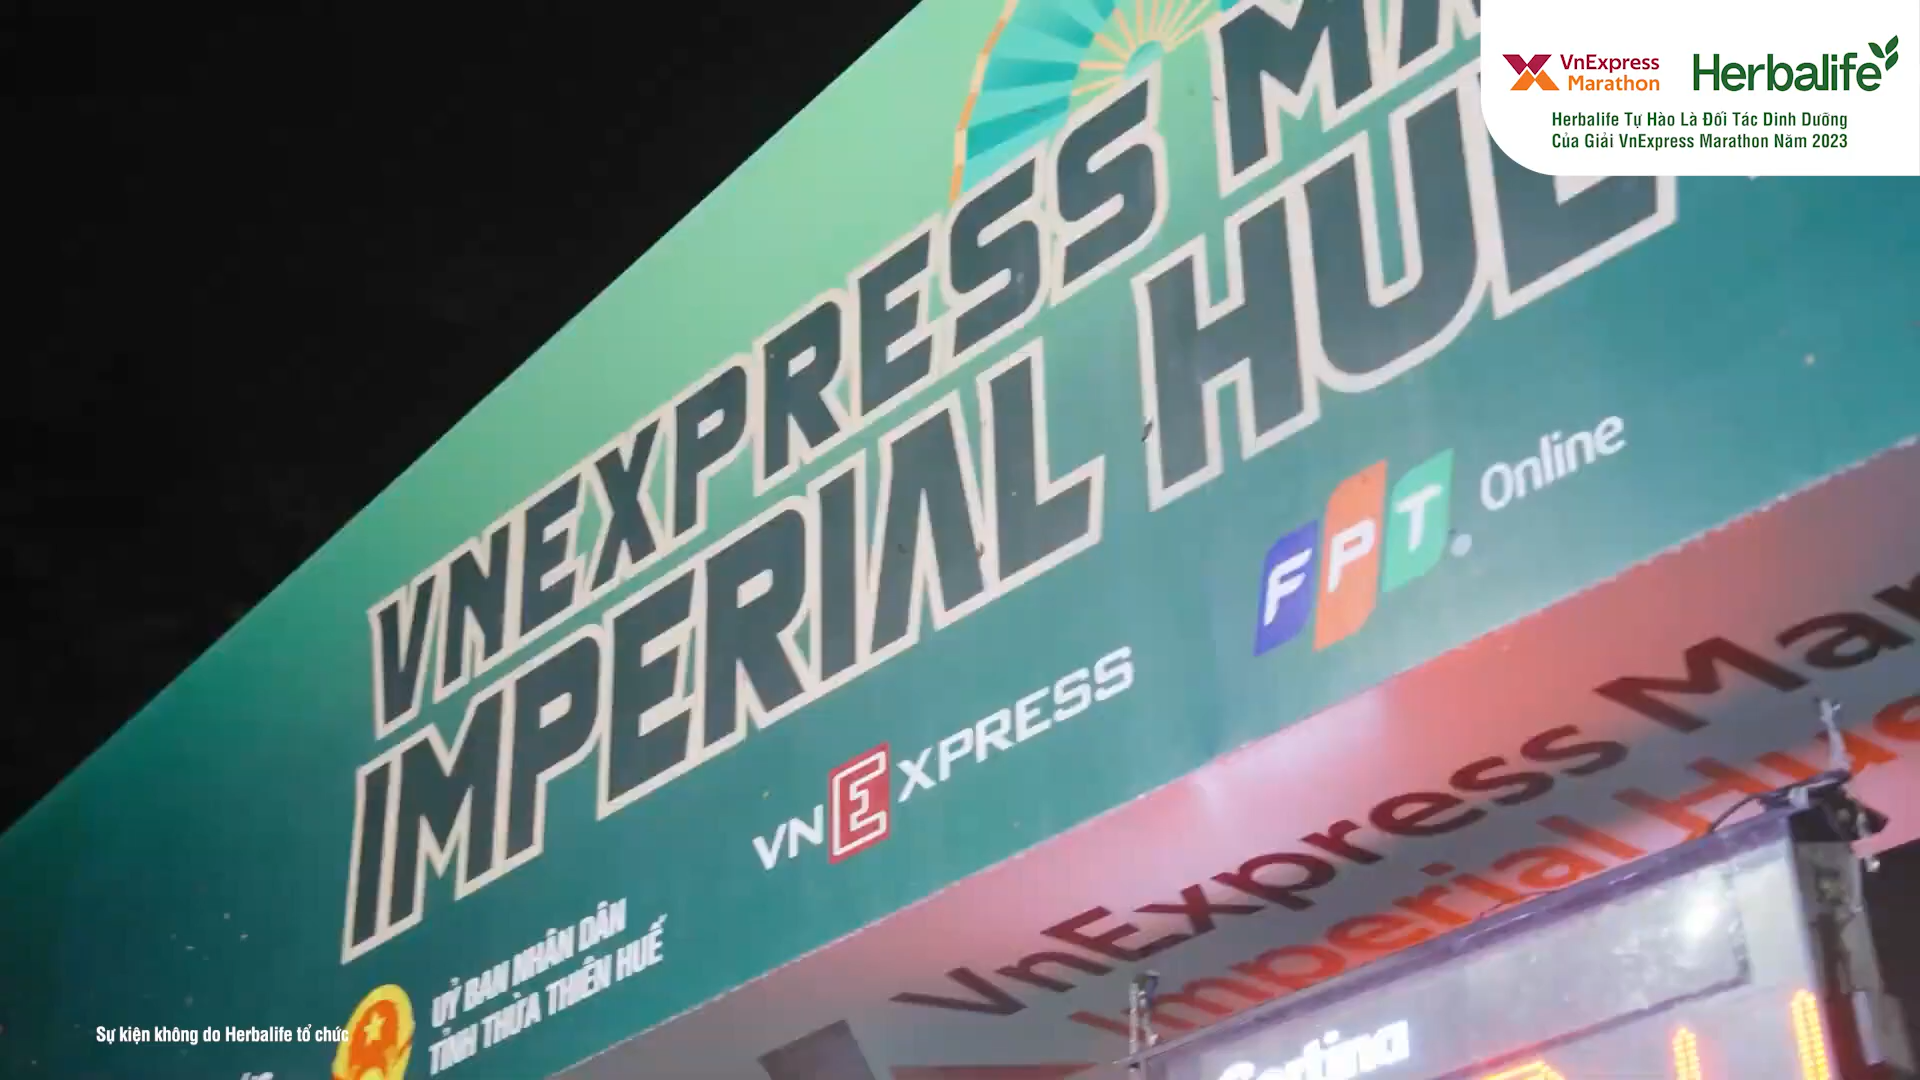 VnExpress
Marathon
Herbalife
Herbalife Tự Hào Là Đối Tác Dinh Dưỡng
Của Giải VnExpress Marathon Năm 2023
VNEXPRESS MA
IMPERIAL HUE
FPT Online
VNEXPRESS
VnExpress Mar
Imperial Hue
ỦY BAN NHÂN DÂN
TỈNH THỪA THIÊN HUẾ
Sự kiện không do Herbalife tổ chức